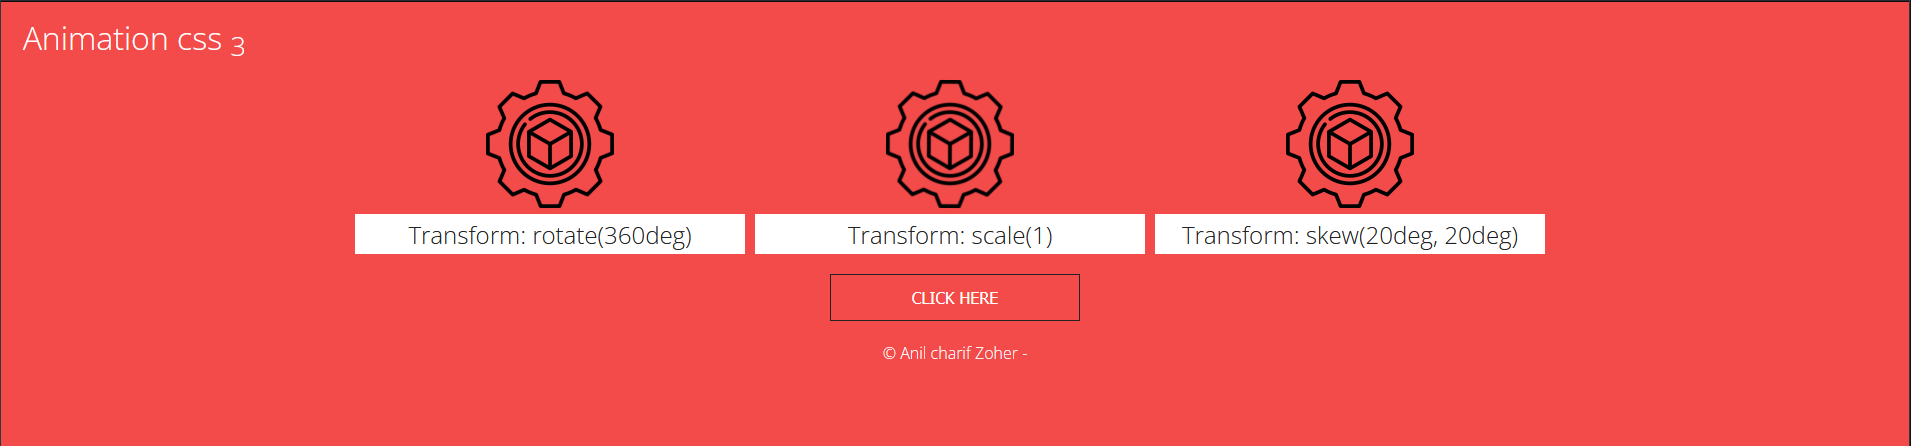 Animation css 3
Transform: rotate(360deg)
Transform: scale(1)
Transform: skew(20deg, 20deg)
CLICK HERE
© Anil charif Zoher -